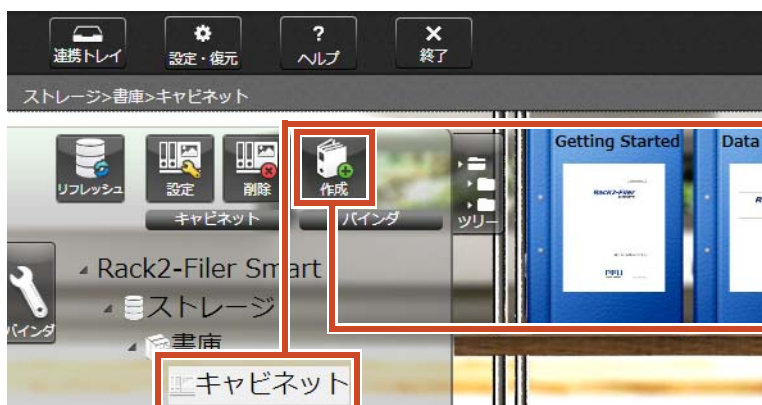 連携トレイ
設定・復元
ヘルプ
終了
ストレージ>書庫>キャビネット
リフレッシュ
設定
削除
作成
キャビネット
バインダ
ツリー
Getting Started
Data
Rack2-Filer
R
PFU
バインダ
Rack2-Filer Smart
ストレージ
書庫
キャビネット